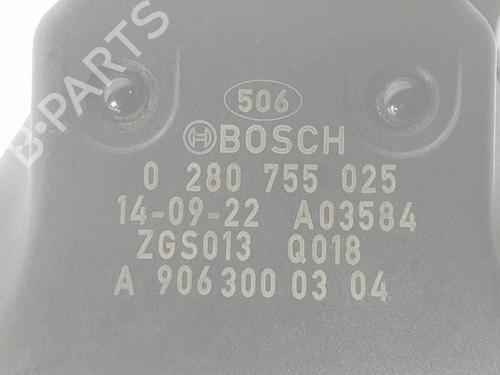 B-PARTS
506
BOSCH
0 280 755 025
14-09-22 A03584
ZGS013 Q018
A 906 300 03 04